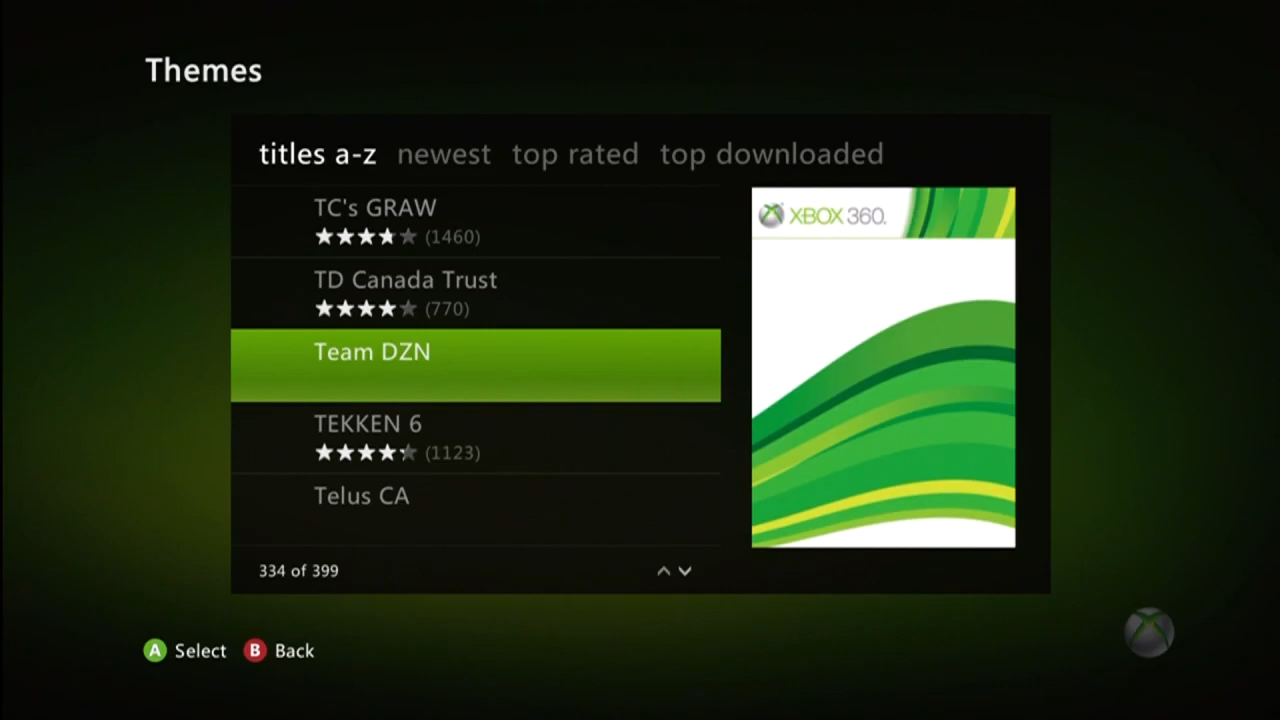 Themes
titles a-z newest top rated top downloaded
TC's GRAW
(1460)
TD Canada Trust
(770)
Team DZN
TEKKEN 6
(1123)
Telus CA
334 of 399
XBOX 360.
A Select B Back